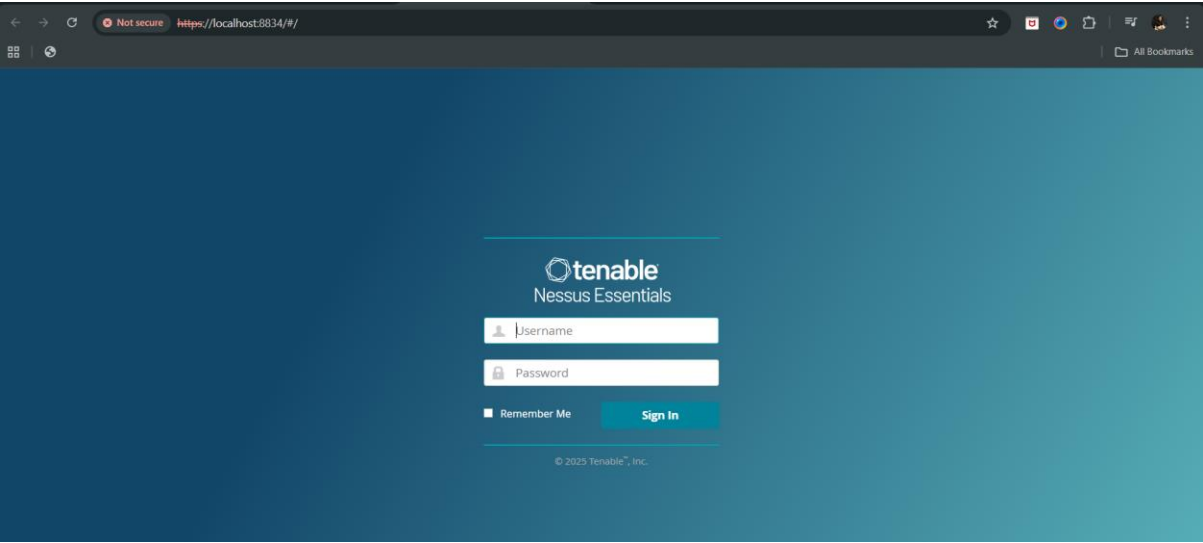 Not secure https://localhost:8834/#/
All Bookmarks
tenable
Nessus Essentials
Username
Password
Remember Me Sign In
© 2025 Tenable™, Inc.